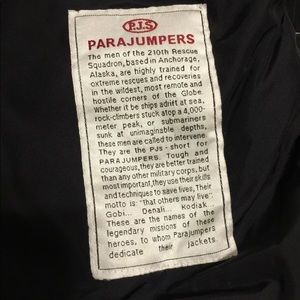 P.J.S
PARAJUMPERS
The men of the 210th Rescue
Squadron, based in Anchorage,
Alaska, are highly trained for
extreme rescues and recoveries
in the wildest, most remote and
hostile corners of the Globe.
Whether it be ships adrift at sea,
rock-climbers stuck atop a 4,000-
meter peak, or submariners
sunk at unimaginable depths,
these men are called to intervene.
They are the PJs - short for
PARAJUMPERS. Tough and
courageous, they are better trained
than any other military corps, but
most important, they use their skills
and techniques to save lives, Their
motto is: "that others may live":
Gobi... Denali Kodiak...
These are the names of the
legendary missions of these
heroes, to whom Parajumpers
dedicate their jackets